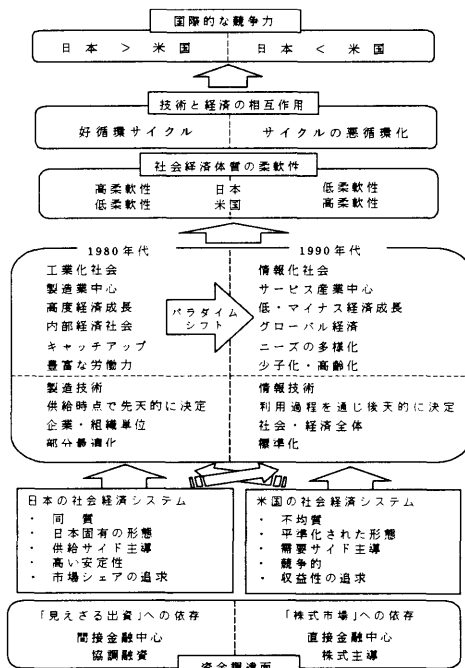 国際的な競争力
日本 > 米国 日本 < 米国
技術と経済の相互作用
好循環サイクル サイクルの悪循環化
社会経済体質の柔軟性
高柔軟性 日本 低柔軟性
低柔軟性 米国 高柔軟性
1980年代 1990年代
工業化社会 情報化社会
製造業中心 サービス産業中心
高度経済成長 低・マイナス経済成長
内部経済社会 グローバル経済
キャッチアップ ニーズの多様化
豊富な労働力 少子化・高齢化
パラダイム
シフト
製造技術 情報技術
供給時点で先天的に決定 利用過程を通じ後天的に決定
企業・組織単位 社会・経済全体
部分最適化 標準化
日本の社会経済システム
・ 同質
・ 日本固有の形態
・ 供給サイド主導
・ 高い安定性
・ 市場シェアの追求
米国の社会経済システム
・ 不均質
・ 平準化された形態
・ 需要サイド主導
・ 競争的
・ 収益性の追求
「見えざる出資」への依存 「株式市場」への依存
間接金融中心 直接金融中心
協調融資 株式主導
資金調達面